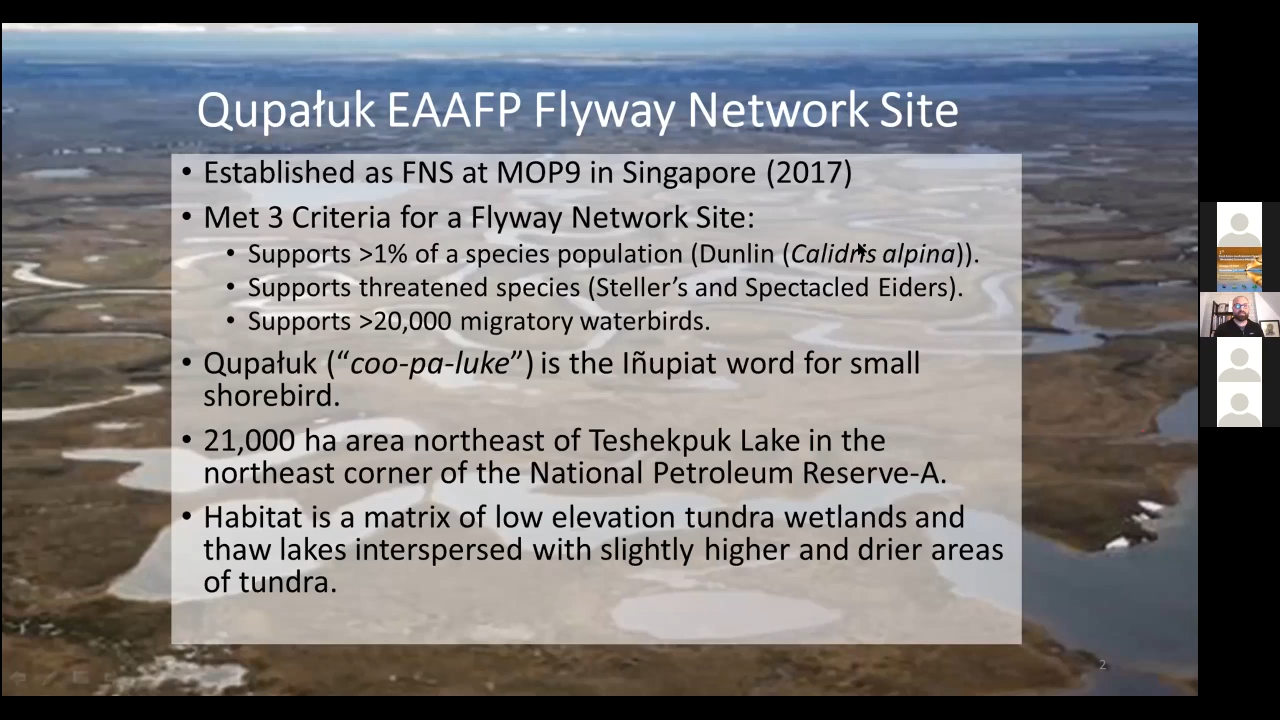 Qupałuk EAAFP Flyway Network Site
• Established as FNS at MOP9 in Singapore (2017)
• Met 3 Criteria for a Flyway Network Site:
• Supports >1% of a species population (Dunlin (Calidris alpina)).
• Supports threatened species (Steller’s and Spectacled Eiders).
• Supports >20,000 migratory waterbirds.
• Qupałuk (“coo-pa-luke”) is the Iñupiat word for small
shorebird.
• 21,000 ha area northeast of Teshekpuk Lake in the
northeast corner of the National Petroleum Reserve-A.
• Habitat is a matrix of low elevation tundra wetlands and
thaw lakes interspersed with slightly higher and drier areas
of tundra.
2